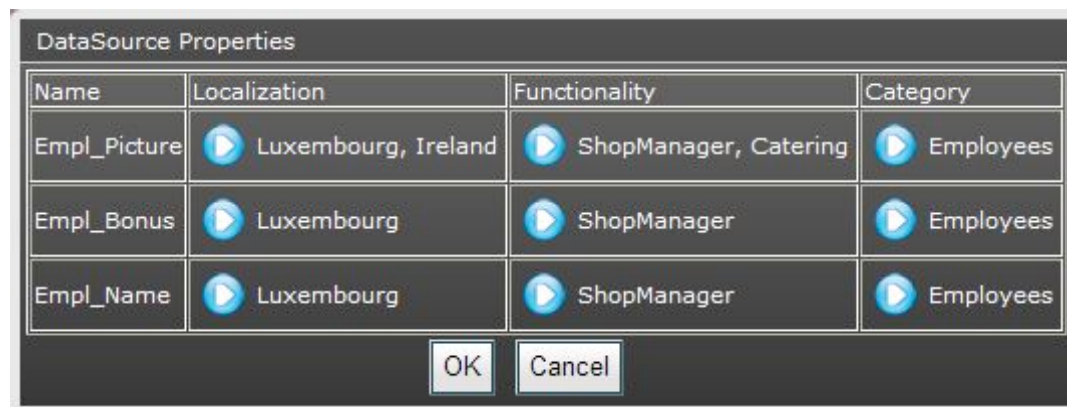 DataSource Properties
Name Localization Functionality Category
Empl_Picture Luxembourg, Ireland ShopManager, Catering Employees
Empl_Bonus Luxembourg ShopManager Employees
Empl_Name Luxembourg ShopManager Employees
OK Cancel